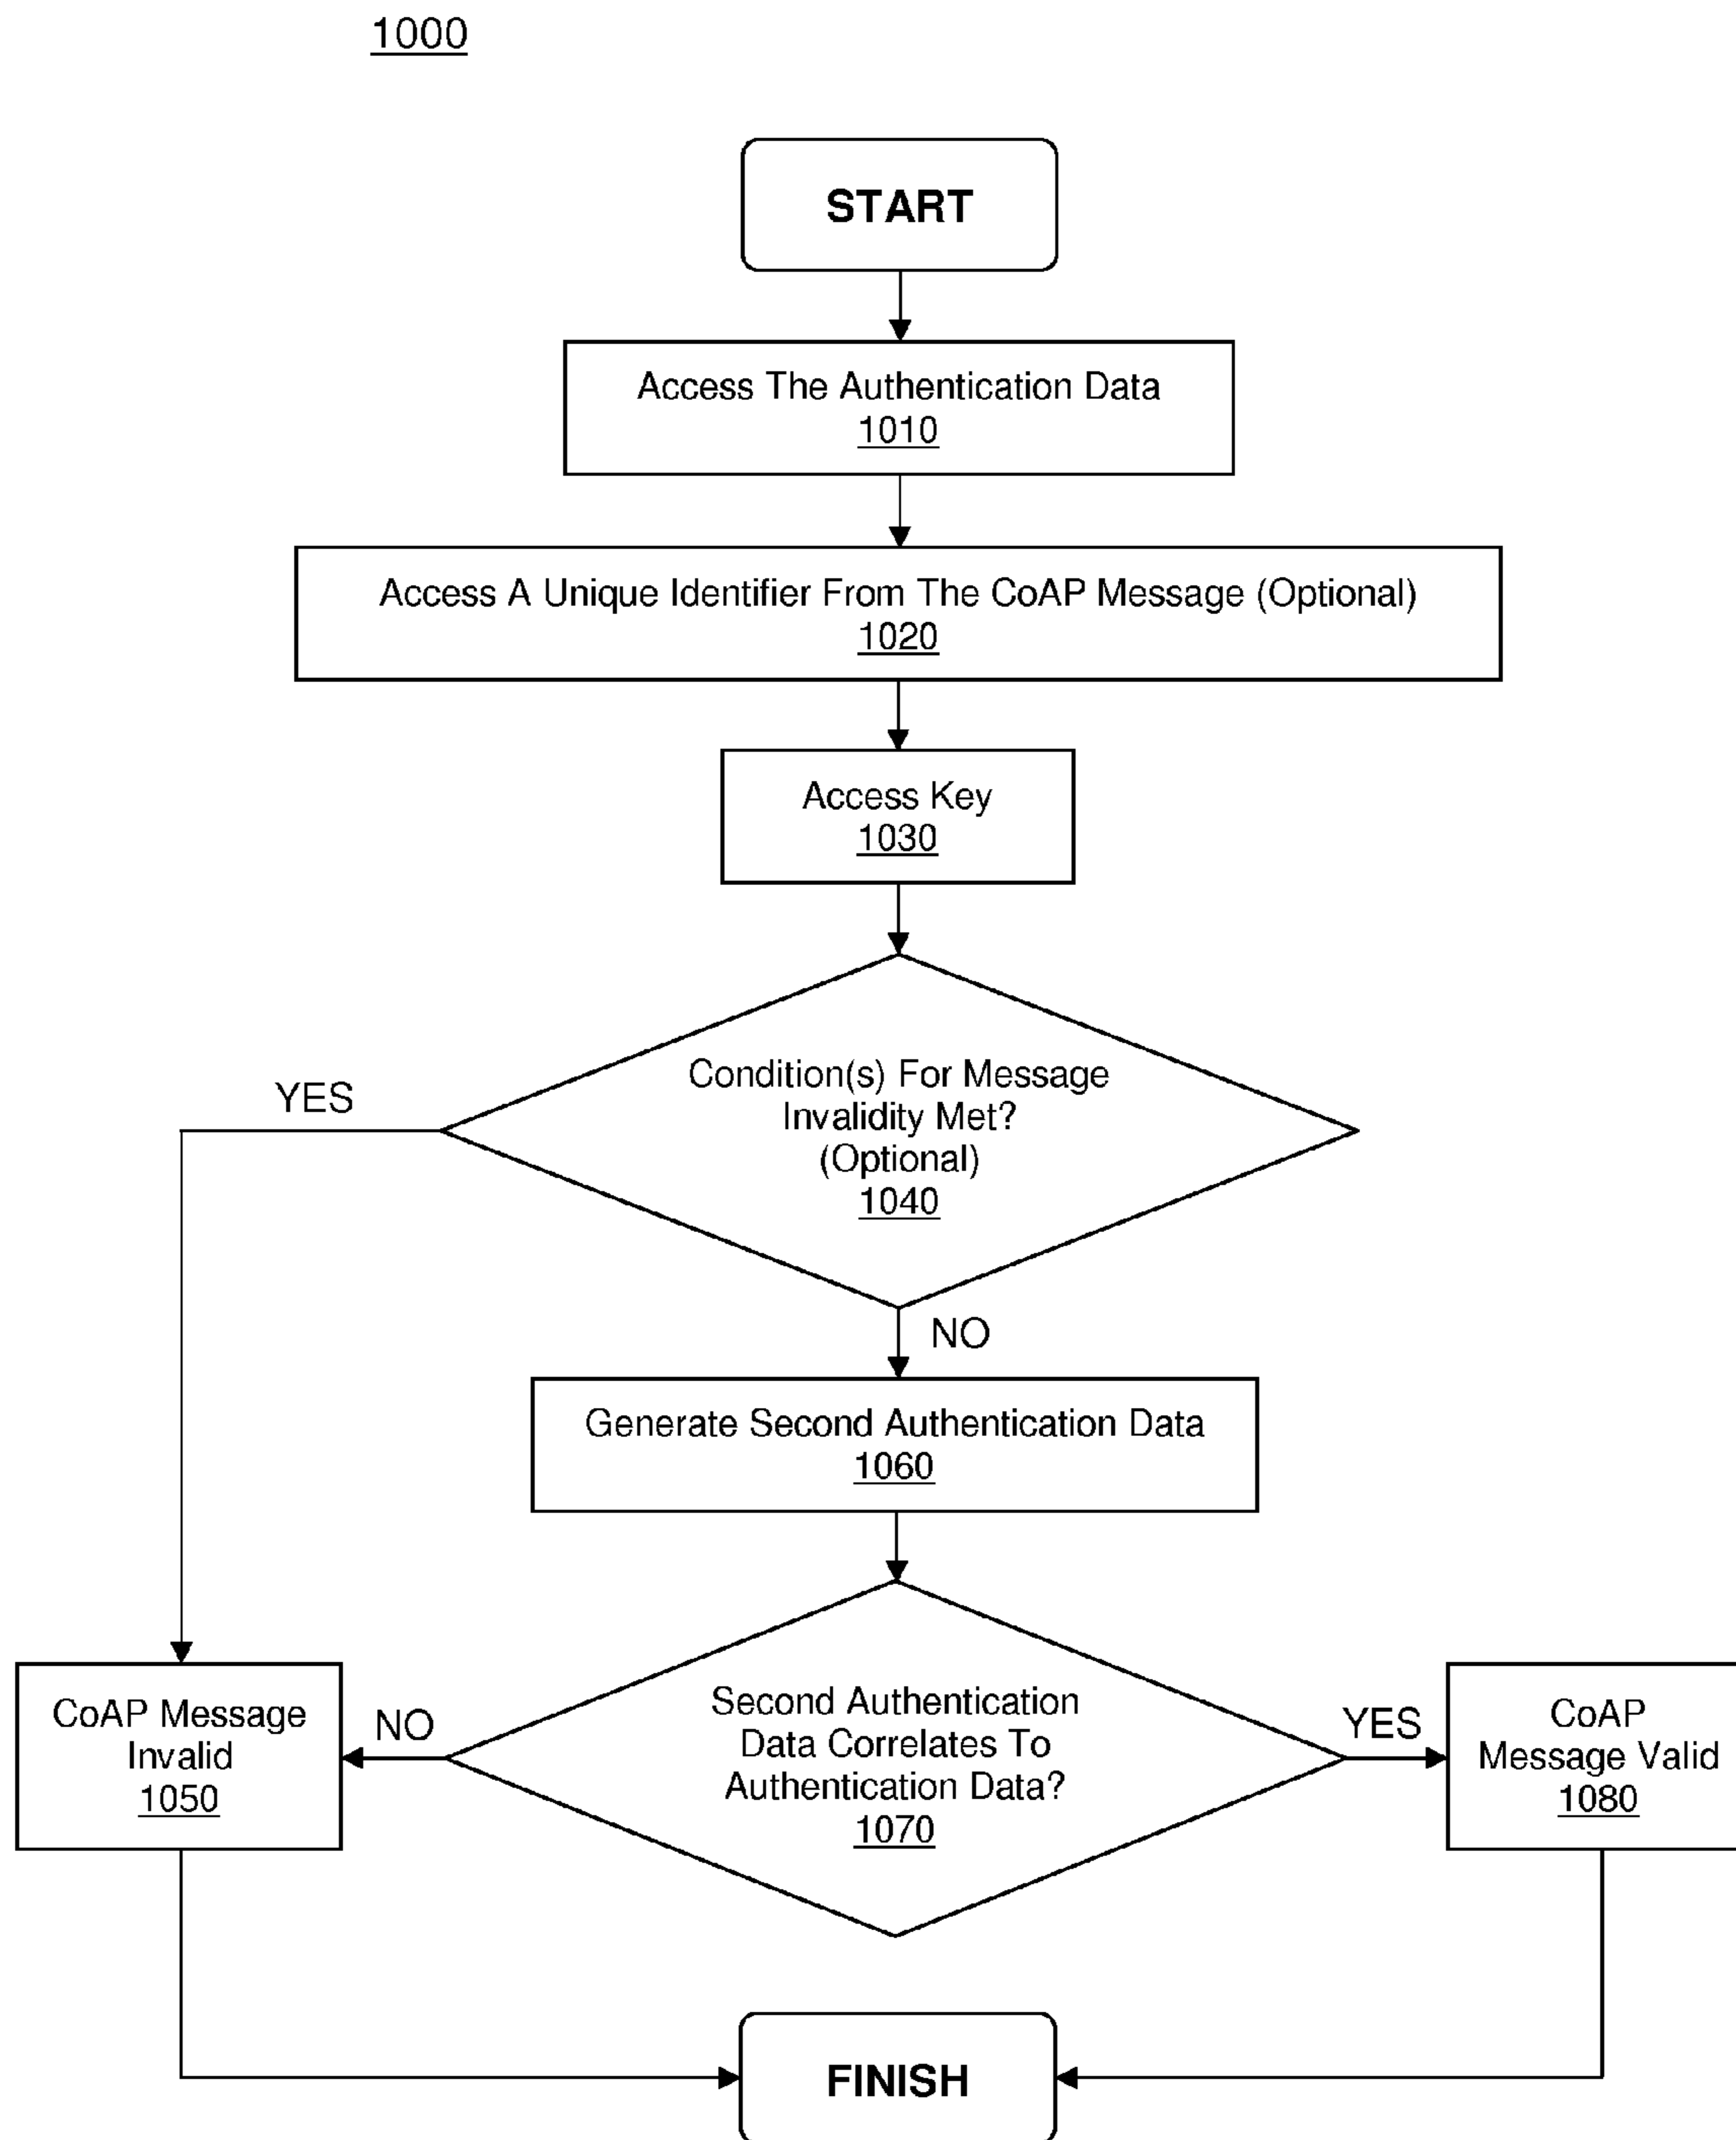 1000
START
Access The Authentication Data
1010
Access A Unique Identifier From The CoAP Message (Optional)
1020
Access Key
1030
Condition(s) For Message
Invalidity Met?
(Optional)
1040
YES
NO
Generate Second Authentication Data
1060
Second Authentication
Data Correlates To
Authentication Data?
1070
NO
YES
CoAP Message
Invalid
1050
CoAP
Message Valid
1080
FINISH